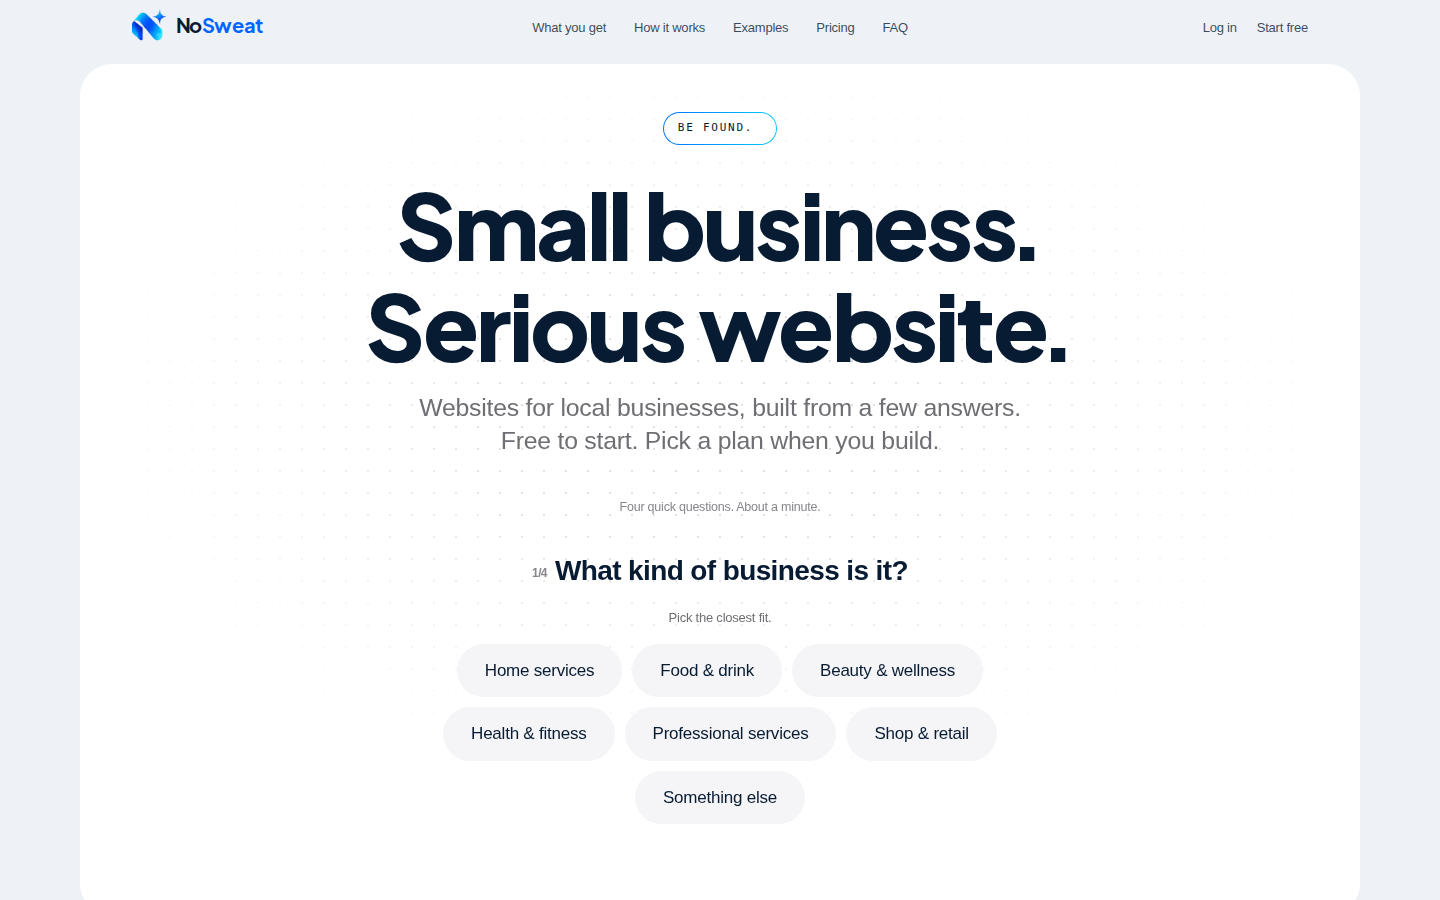 NoSweat
What you get
How it works
Examples
Pricing
FAQ
Log in
Start free
BE FOUND.
Small business.
Serious website.
Websites for local businesses, built from a few answers.
Free to start. Pick a plan when you build.
Four quick questions. About a minute.
1/4 What kind of business is it?
Pick the closest fit.
Home services
Food & drink
Beauty & wellness
Health & fitness
Professional services
Shop & retail
Something else